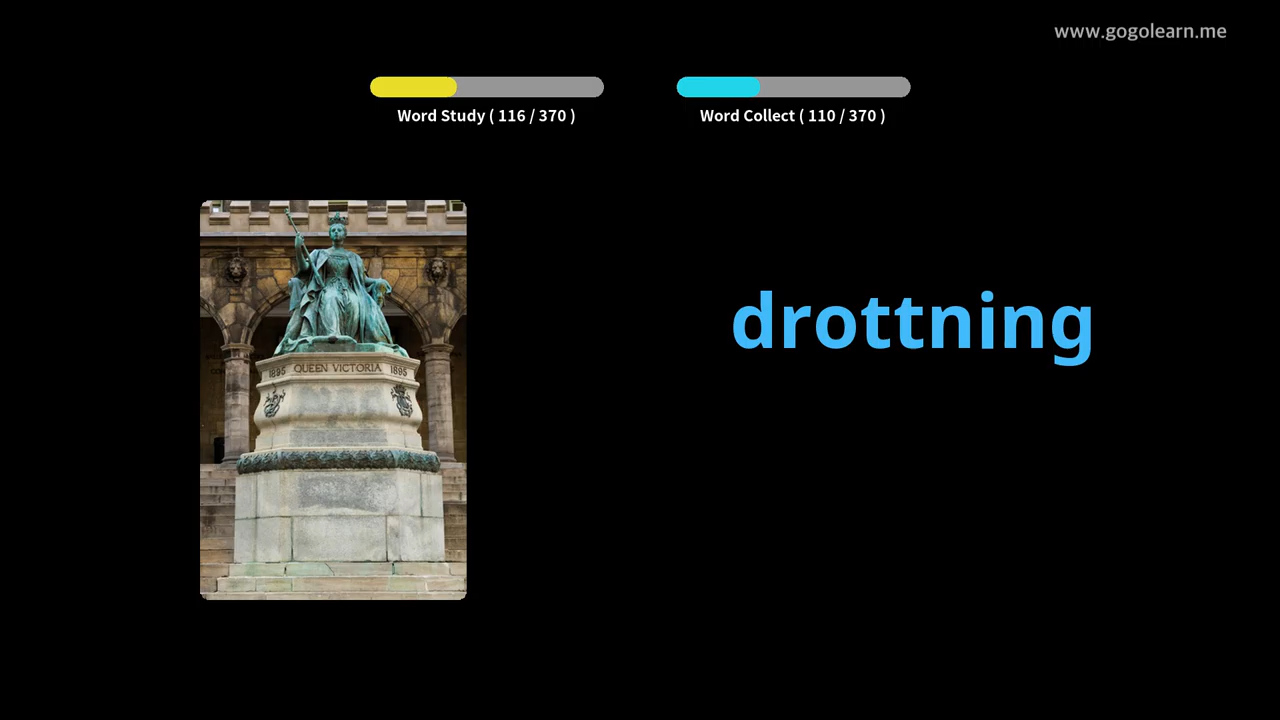 www.gogolearn.me
Word Study ( 116 / 370 )
Word Collect ( 110 / 370 )
drottning
1895 QUEEN VICTORIA 1895